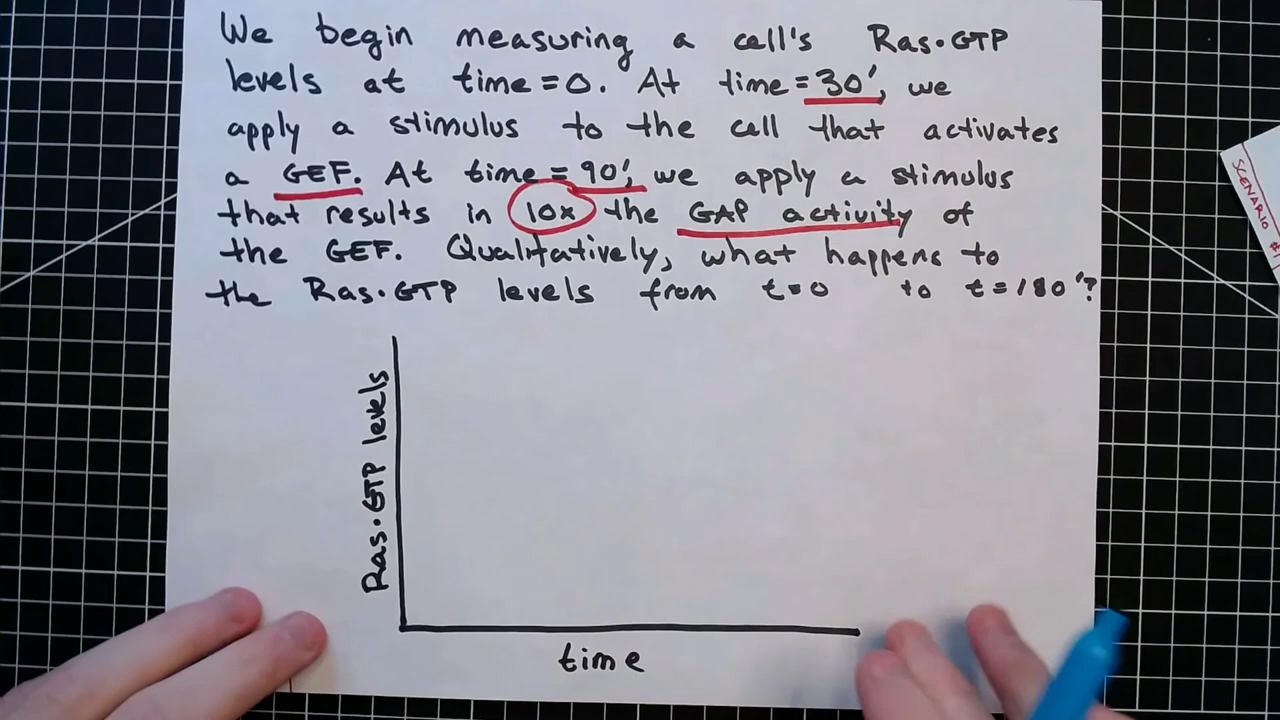 We begin measuring a cell's Ras•GTP
levels at time=0. At time=30', we
apply a stimulus to the cell that activates
a GEF. At time=90', we apply a stimulus
that results in 10x the GAP activity of
the GEF. Qualitatively, what happens to
the Ras•GTP levels from t=0 to t=180'?
Ras•GTP levels
time
SCENARIO #1